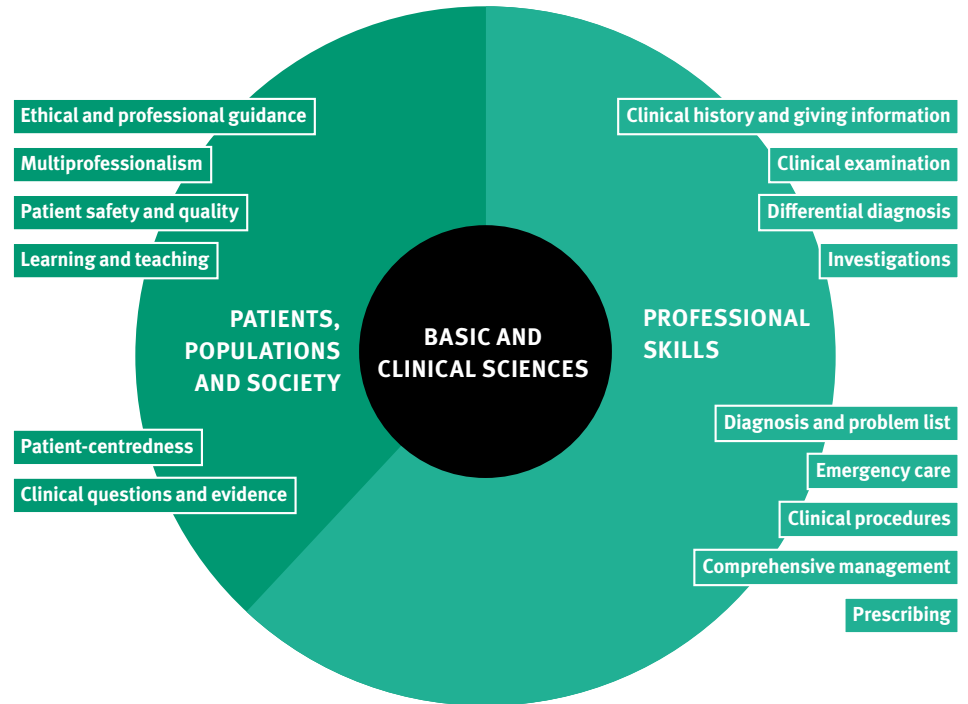 Ethical and professional guidance
Multiprofessionalism
Patient safety and quality
Learning and teaching
PATIENTS,
POPULATIONS
AND SOCIETY
Patient-centredness
Clinical questions and evidence
BASIC AND
CLINICAL SCIENCES
Clinical history and giving information
Clinical examination
Differential diagnosis
Investigations
PROFESSIONAL
SKILLS
Diagnosis and problem list
Emergency care
Clinical procedures
Comprehensive management
Prescribing